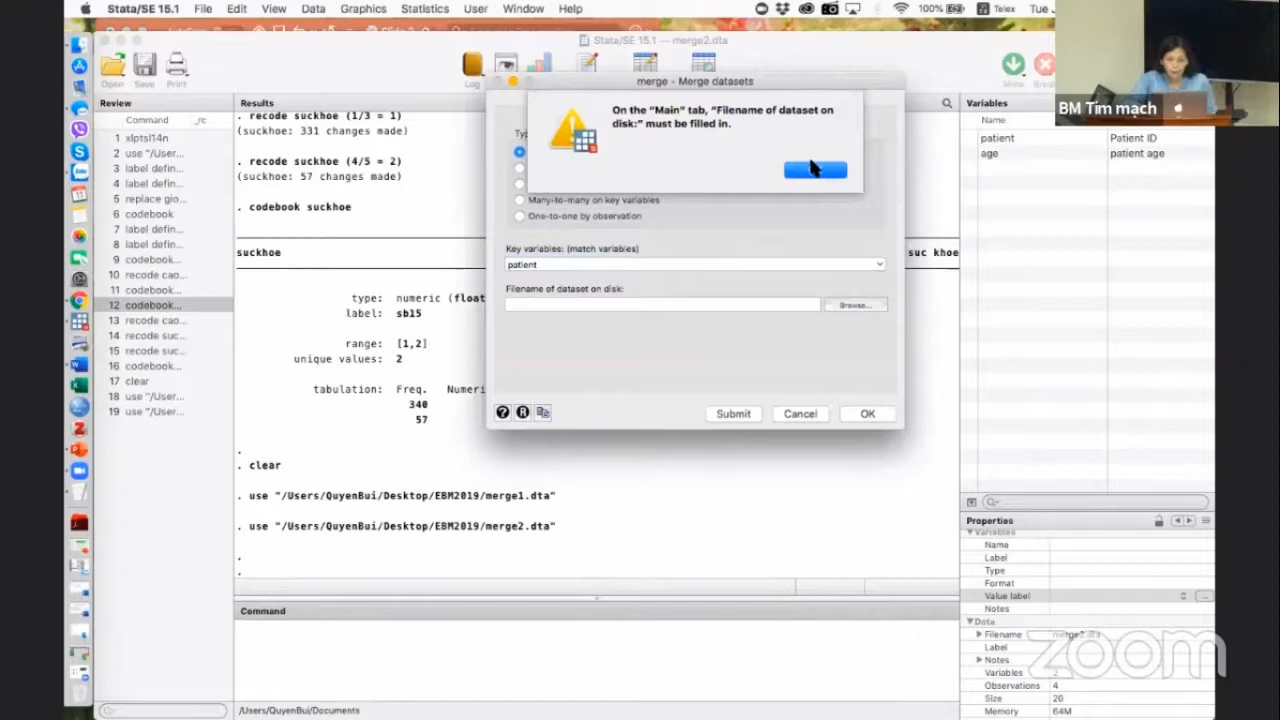 Stata/SE 15.1 File Edit View Data Graphics Statistics User Window Help 100% Telex Tue
Stata/SE 15.1 — merge2.dta
Open Save Print Log More
merge - Merge datasets
BM Tim mạch
Review Results Variables
Command _rc
1 xlptsl14n
2 use "/User...
3 label defin...
4 label defin...
5 replace gio...
6 codebook
7 label defin...
8 label defin...
9 codebook...
10 recode cao...
11 codebook...
12 codebook...
13 recode cao...
14 recode suc...
15 recode suc...
16 codebook...
17 clear
18 use "/User...
19 use "/User...
. recode suckhoe (1/3 = 1)
(suckhoe: 331 changes made)
. recode suckhoe (4/5 = 2)
(suckhoe: 57 changes made)
. codebook suckhoe
suckhoe suc khoe
type: numeric (float
label: sb15
range: [1,2]
unique values: 2
tabulation: Freq. Numeri
340
57
.
. clear
. use "/Users/QuyenBui/Desktop/EBM2019/merge1.dta"
. use "/Users/QuyenBui/Desktop/EBM2019/merge2.dta"
.
.
On the "Main" tab, "Filename of dataset on
disk:" must be filled in.
Many-to-many on key variables
One-to-one by observation
Key variables: (match variables)
patient
Filename of dataset on disk:
Browse...
Submit Cancel OK
Name
patient Patient ID
age patient age
Properties
Variables
Name
Label
Type
Format
Value label
Notes
Data
Filename merge2.dta
Label
Notes
Variables 2
Observations 4
Size 20
Memory 64M
Command
/Users/QuyenBui/Documents
zoom